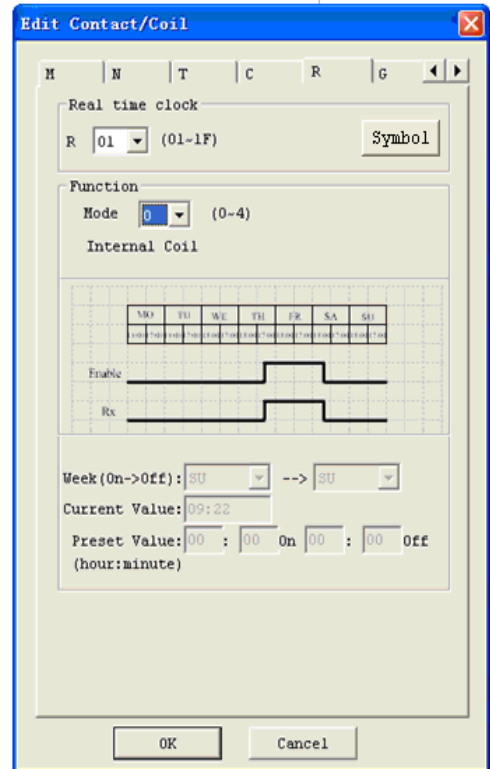 Edit Contact/Coil
M N T C R G
Real time clock
R 01 (01~1F) Symbol
Function
Mode 0 (0~4)
Internal Coil
MO TU WE TH FR SA SU
Enable
Rx
Week(On->Off): SU --> SU
Current Value: 09:22
Preset Value: 00 : 00 On 00 : 00 Off
(hour:minute)
OK Cancel